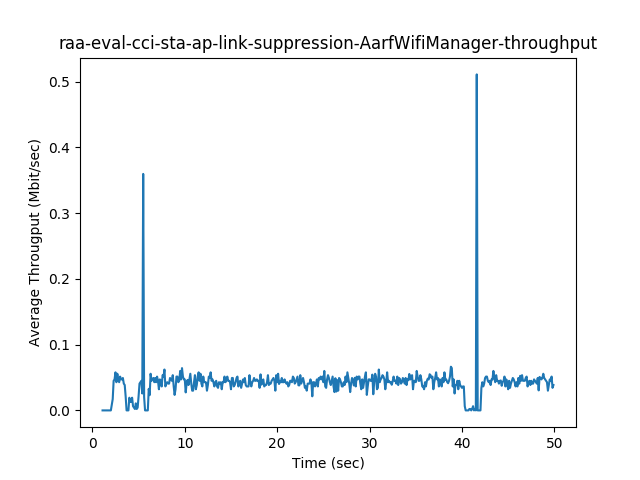 raa-eval-cci-sta-ap-link-suppression-AarfWifiManager-throughput
0.5
0.4
0.3
0.2
0.1
0.0
Average Througput (Mbit/sec)
0 10 20 30 40 50
Time (sec)